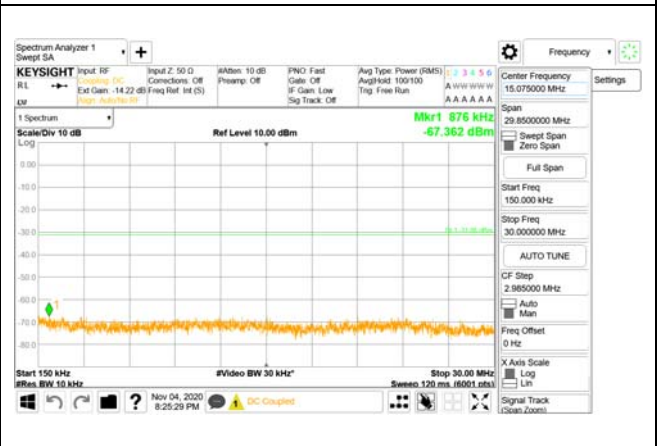 Spectrum Analyzer 1
Swept SA
+
Frequency
KEYSIGHT
RL
Input: RF
Coupling: DC
Ext Gain: -14.22 dB
Align: Auto/No RF
Input Z: 50 Ω
Corrections: Off
Freq Ref: Int (S)
#Atten: 10 dB
Preamp: Off
PNO: Fast
Gate: Off
IF Gain: Low
Sig Track: Off
Avg Type: Power (RMS)
Avg|Hold: 100/100
Trig: Free Run
1 2 3 4 5 6
A W W W W W
A A A A A A
Center Frequency
15.075000 MHz
Settings
1 Spectrum
Scale/Div 10 dB
Ref Level 10.00 dBm
Mkr1 876 kHz
-67.362 dBm
Span
29.8500000 MHz
Swept Span
Zero Span
Full Span
Start Freq
150.000 kHz
Stop Freq
30.000000 MHz
AUTO TUNE
CF Step
2.985000 MHz
Auto
Man
Freq Offset
0 Hz
X Axis Scale
Log
Lin
Signal Track
(Span Zoom)
Log
0.00
-10.0
-20.0
-30.0
-40.0
-50.0
-60.0
-70.0
-80.0
1
Start 150 kHz
#Res BW 10 kHz
#Video BW 30 kHz*
Stop 30.00 MHz
Sweep 120 ms (6001 pts)
?
Nov 04, 2020
8:25:29 PM
1
DC Coupled